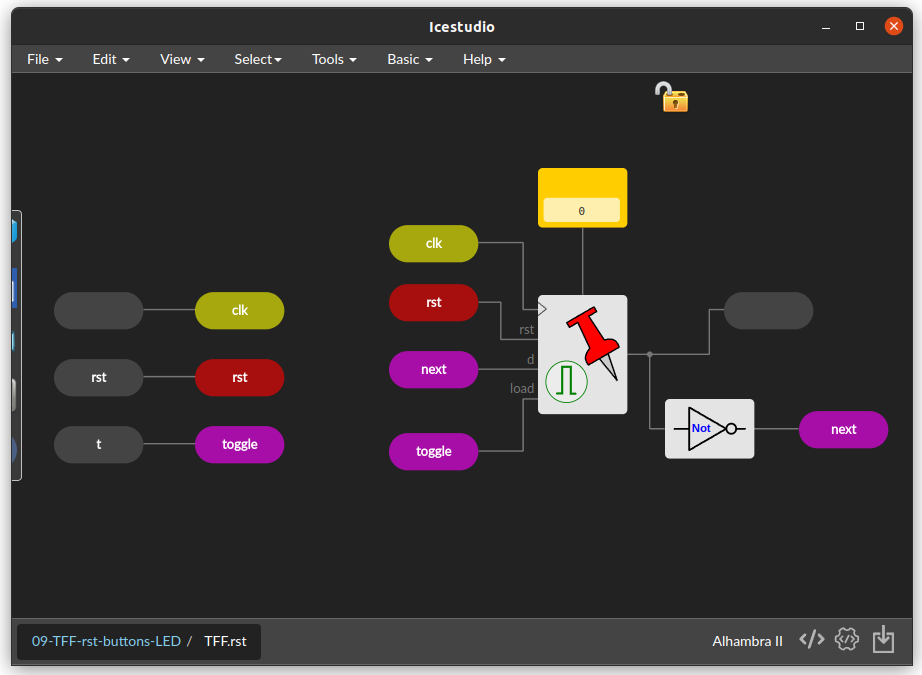 Icestudio
File Edit View Select Tools Basic Help
0
clk
rst
rst
next
d
load
toggle
clk
rst rst
t toggle
Not
next
09-TFF-rst-buttons-LED / TFF.rst
Alhambra II